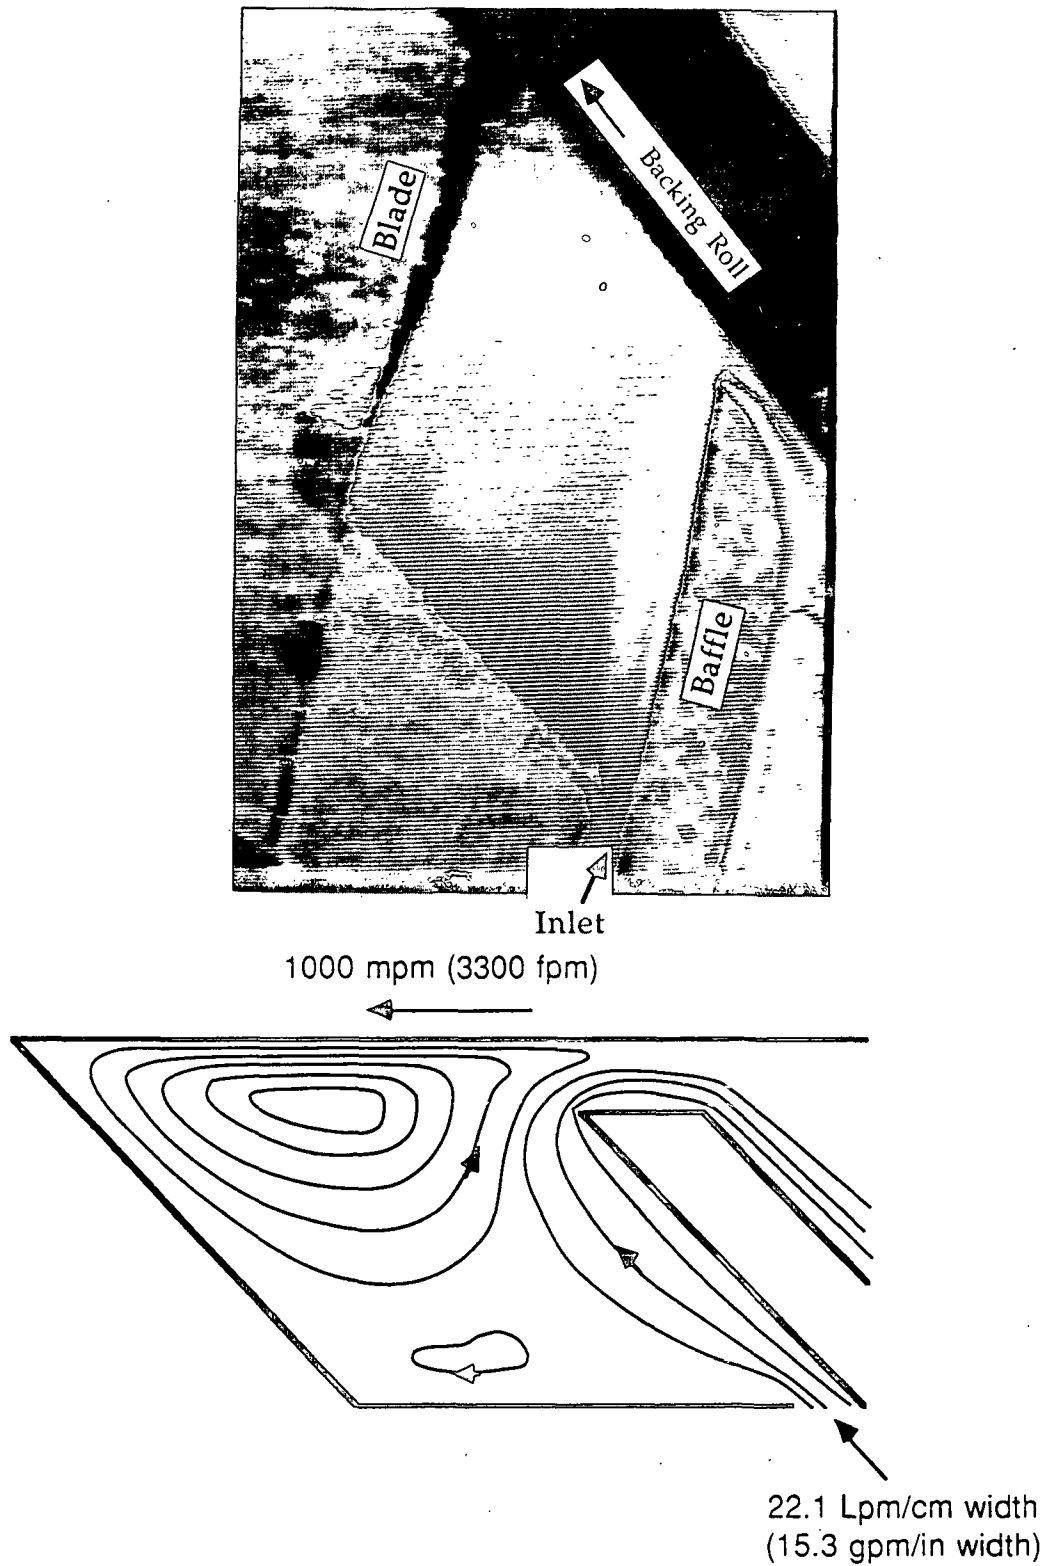 Backing Roll
Blade
Baffle
Inlet
1000 mpm (3300 fpm)
22.1 Lpm/cm width
(15.3 gpm/in width)